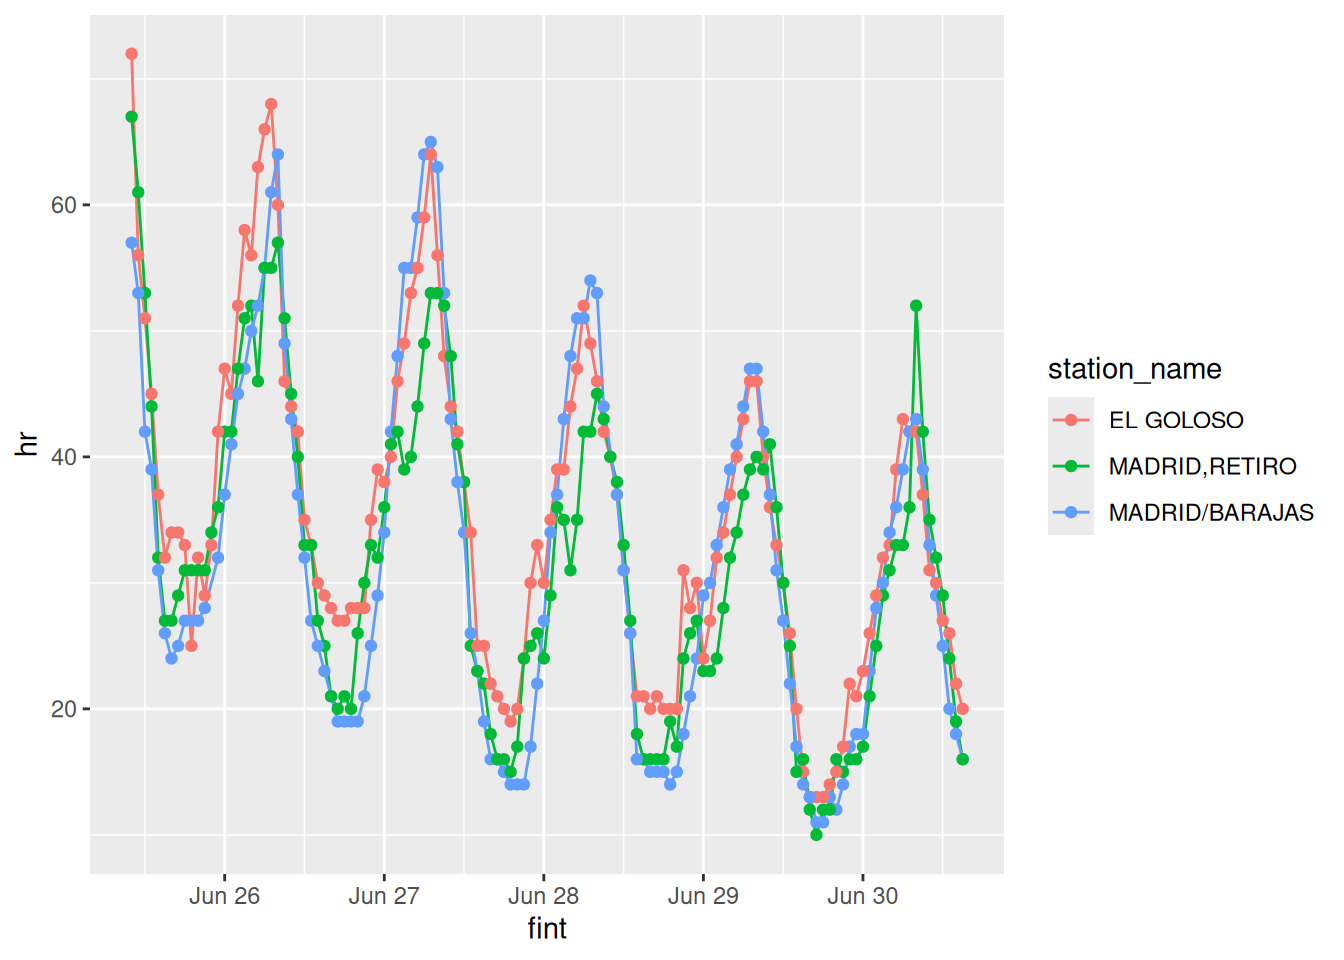 hr
60
40
20
Jun 26
Jun 27
Jun 28
Jun 29
Jun 30
fint
station_name
EL GOLOSO
MADRID,RETIRO
MADRID/BARAJAS